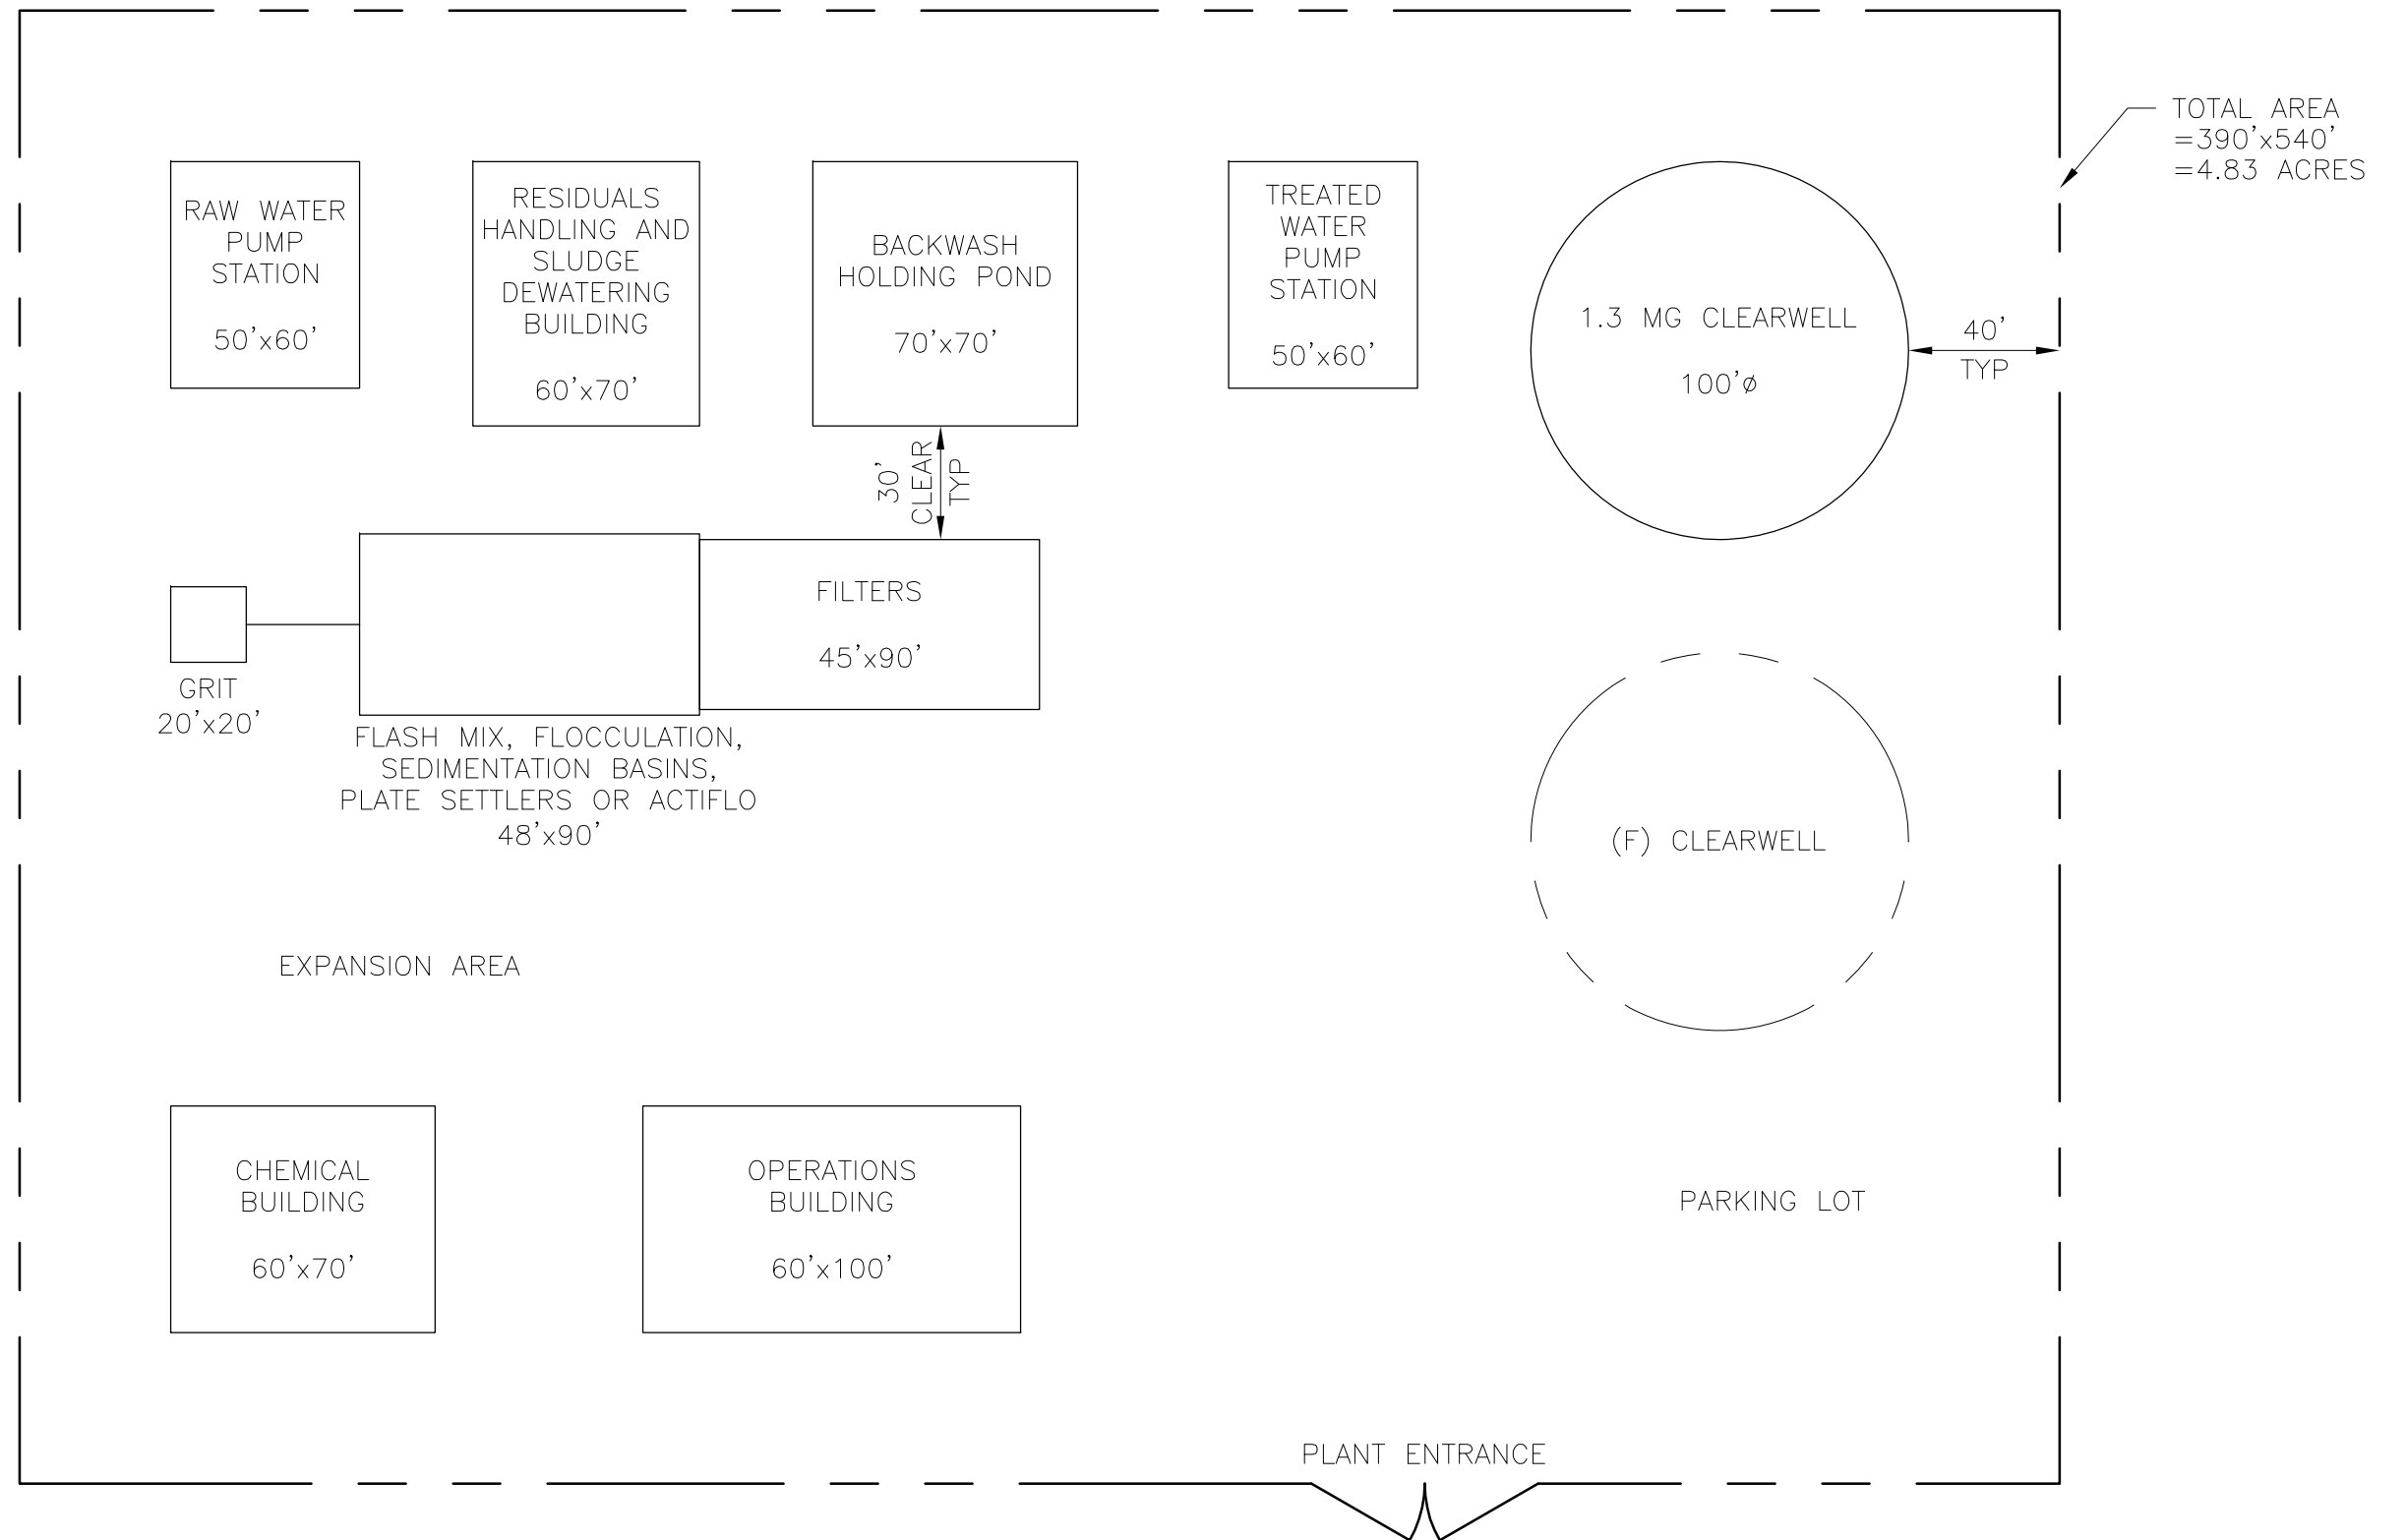 TOTAL AREA
=390'x540'
=4.83 ACRES
RAW WATER
PUMP
STATION
50'x60'
RESIDUALS
HANDLING AND
SLUDGE
DEWATERING
BUILDING
60'x70'
BACKWASH
HOLDING POND
70'x70'
TREATED
WATER
PUMP
STATION
50'x60'
1.3 MG CLEARWELL
100'ø
40'
TYP
30'
CLEAR
TYP
FILTERS
45'x90'
GRIT
20'x20'
FLASH MIX, FLOCCULATION,
SEDIMENTATION BASINS,
PLATE SETTLERS OR ACTIFLO
48'x90'
(F) CLEARWELL
EXPANSION AREA
CHEMICAL
BUILDING
60'x70'
OPERATIONS
BUILDING
60'x100'
PARKING LOT
PLANT ENTRANCE